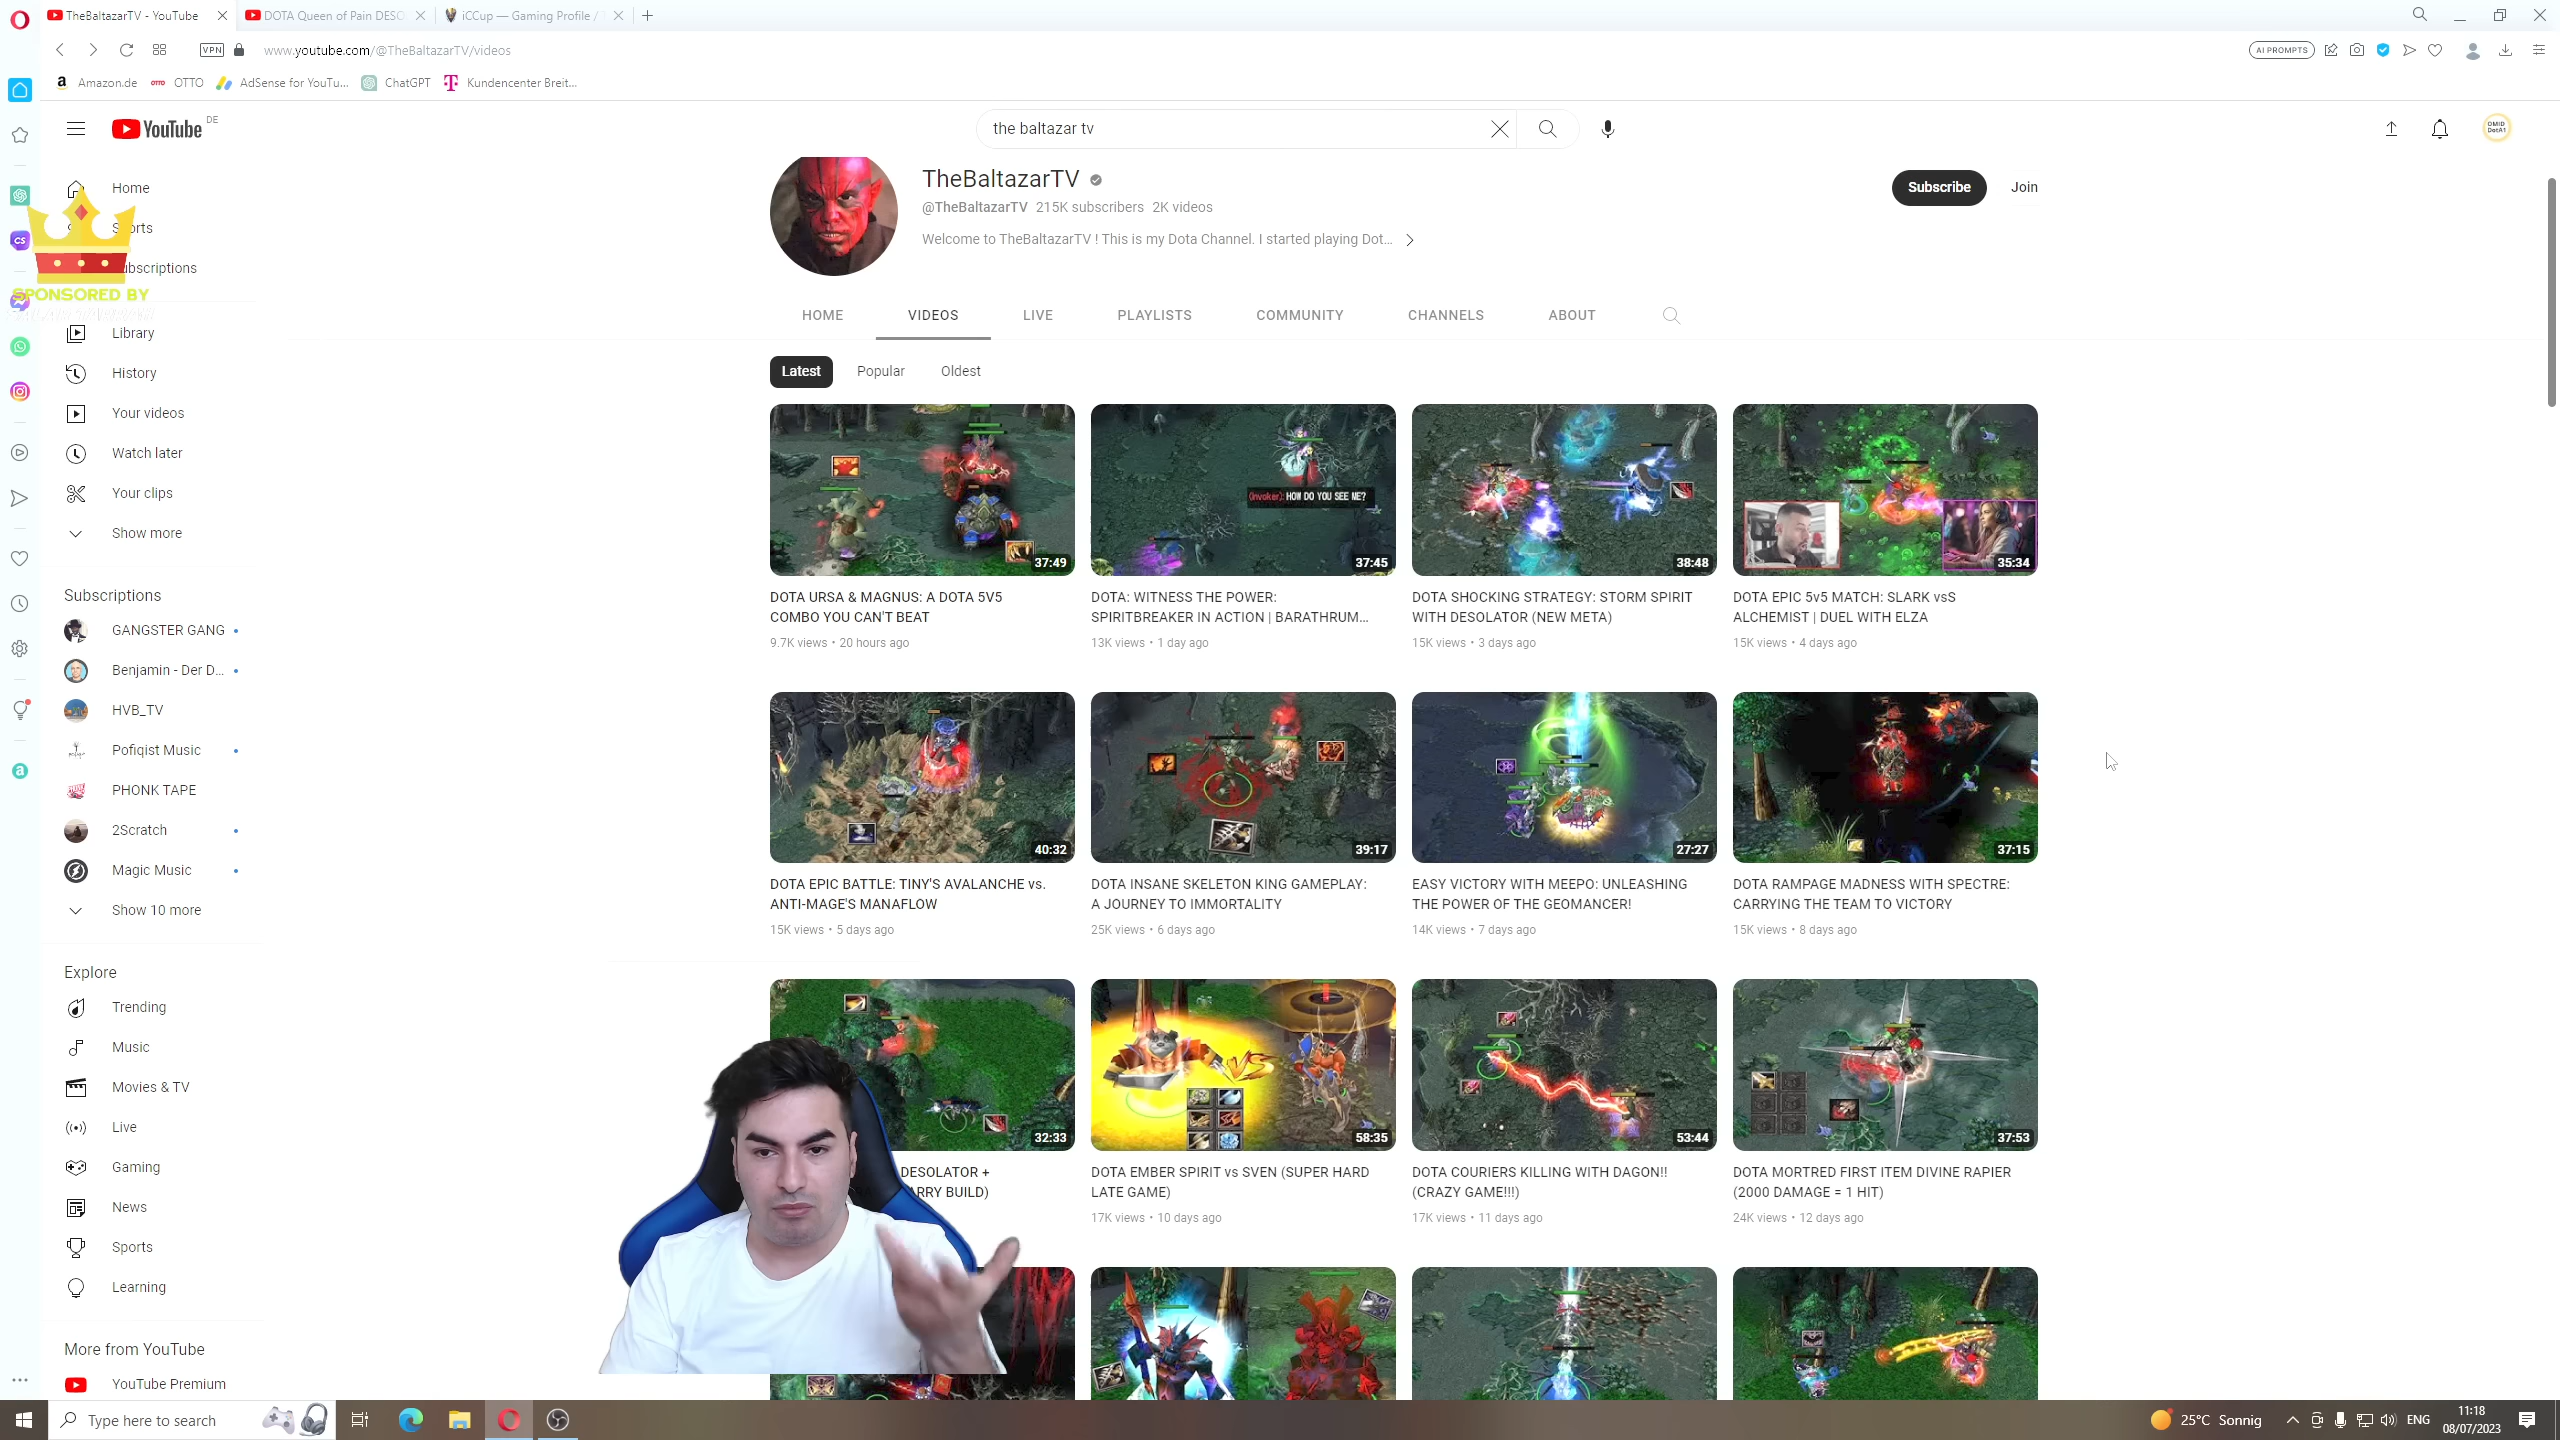 TheBaltazarTV - YouTube
DOTA Queen of Pain DESO
iCCup — Gaming Profile /
VPN
www.youtube.com/@TheBaltazarTV/videos
AI PROMPTS
Amazon.de
OTTO
AdSense for YouTu...
ChatGPT
Kundencenter Breit...
YouTube DE
the baltazar tv
OMID
DotA1
Home
Subscriptions
SPONSORED BY
Library
History
Your videos
Watch later
Your clips
Show more
Subscriptions
GANGSTER GANG
Benjamin - Der D...
HVB_TV
Pofiqist Music
PHONK TAPE
2Scratch
Magic Music
Show 10 more
Explore
Trending
Music
Movies & TV
Live
Gaming
News
Sports
Learning
More from YouTube
YouTube Premium
TheBaltazarTV
@TheBaltazarTV 215K subscribers 2K videos
Welcome to TheBaltazarTV ! This is my Dota Channel. I started playing Dot...
Subscribe
Join
HOME
VIDEOS
LIVE
PLAYLISTS
COMMUNITY
CHANNELS
ABOUT
Latest
Popular
Oldest
37:49
(Invoker): HOW DO YOU SEE ME?
37:45
38:48
35:34
DOTA URSA & MAGNUS: A DOTA 5V5
COMBO YOU CAN'T BEAT
9.7K views • 20 hours ago
DOTA: WITNESS THE POWER:
SPIRITBREAKER IN ACTION | BARATHRUM...
13K views • 1 day ago
DOTA SHOCKING STRATEGY: STORM SPIRIT
WITH DESOLATOR (NEW META)
15K views • 3 days ago
DOTA EPIC 5v5 MATCH: SLARK vsS
ALCHEMIST | DUEL WITH ELZA
15K views • 4 days ago
40:32
39:17
27:27
37:15
DOTA EPIC BATTLE: TINY'S AVALANCHE vs.
ANTI-MAGE'S MANAFLOW
15K views • 5 days ago
DOTA INSANE SKELETON KING GAMEPLAY:
A JOURNEY TO IMMORTALITY
25K views • 6 days ago
EASY VICTORY WITH MEEPO: UNLEASHING
THE POWER OF THE GEOMANCER!
14K views • 7 days ago
DOTA RAMPAGE MADNESS WITH SPECTRE:
CARRYING THE TEAM TO VICTORY
15K views • 8 days ago
32:33
VS
58:35
53:44
37:53
DESOLATOR +
BUILD)
DOTA EMBER SPIRIT vs SVEN (SUPER HARD
LATE GAME)
17K views • 10 days ago
DOTA COURIERS KILLING WITH DAGON!!
(CRAZY GAME!!!)
17K views • 11 days ago
DOTA MORTRED FIRST ITEM DIVINE RAPIER
(2000 DAMAGE = 1 HIT)
24K views • 12 days ago
Type here to search
25°C Sonnig
ENG
11:18
08/07/2023